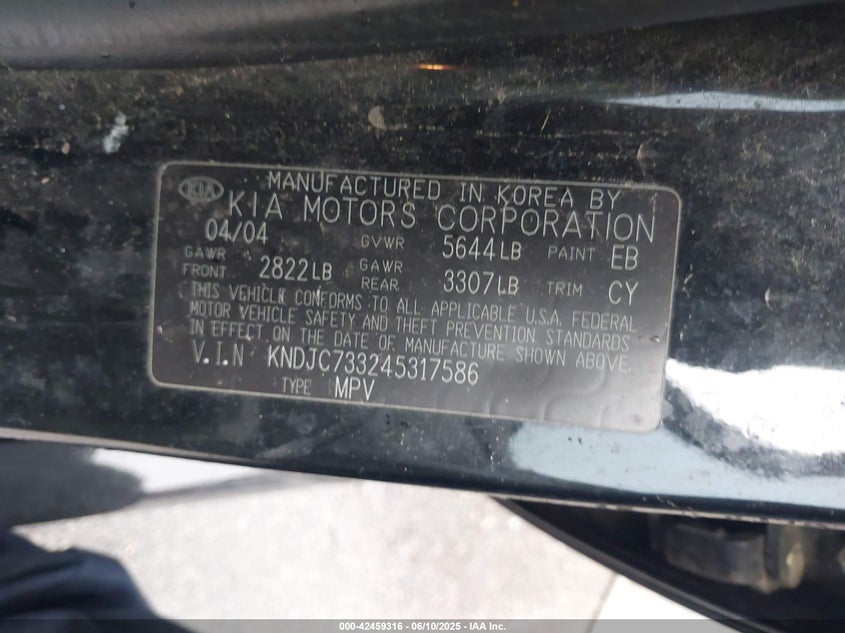 KIA MANUFACTURED IN KOREA BY
KIA MOTORS CORPORATION
04/04 GVWR 5644LB PAINT EB
GAWR FRONT 2822LB GAWR REAR 3307LB TRIM CY
THIS VEHICLE CONFORMS TO ALL APPLICABLE U.S.A. FEDERAL
MOTOR VEHICLE SAFETY AND THEFT PREVENTION STANDARDS
IN EFFECT ON THE DATE OF MANUFACTURE SHOWN ABOVE.
V.I.N KNDJC733245317586
TYPE MPV
000-42459316 - 06/10/2025 - IAA Inc.